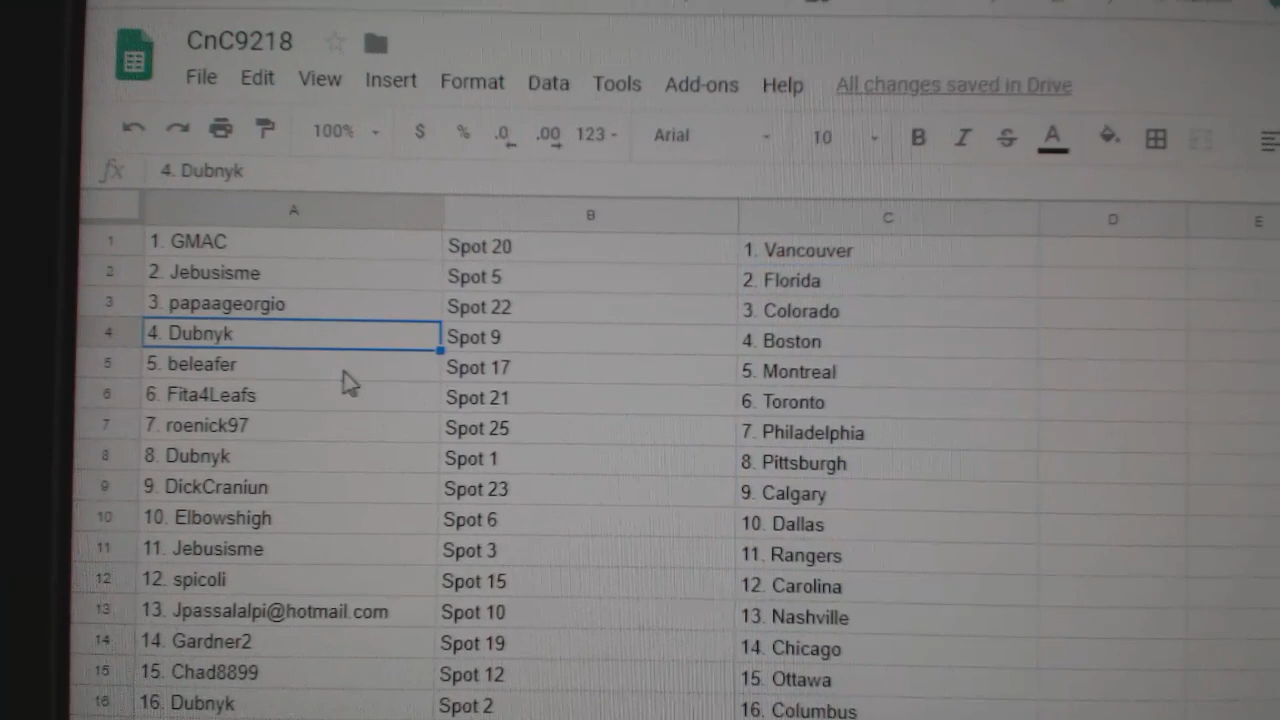 CnC9218
File Edit View Insert Format Data Tools Add-ons Help All changes saved in Drive
100% $ % .0 .00 123 Arial 10 B I S A
fx 4. Dubnyk
A B C D E
1 1. GMAC Spot 20 1. Vancouver
2 2. Jebusisme Spot 5 2. Florida
3 3. papaageorgio Spot 22 3. Colorado
4 4. Dubnyk Spot 9 4. Boston
5 5. beleafer Spot 17 5. Montreal
6 6. Fita4Leafs Spot 21 6. Toronto
7 7. roenick97 Spot 25 7. Philadelphia
8 8. Dubnyk Spot 1 8. Pittsburgh
9 9. DickCraniun Spot 23 9. Calgary
10 10. Elbowshigh Spot 6 10. Dallas
11 11. Jebusisme Spot 3 11. Rangers
12 12. spicoli Spot 15 12. Carolina
13 13. Jpassalalpi@hotmail.com Spot 10 13. Nashville
14 14. Gardner2 Spot 19 14. Chicago
15 15. Chad8899 Spot 12 15. Ottawa
16 16. Dubnyk Spot 2 16. Columbus